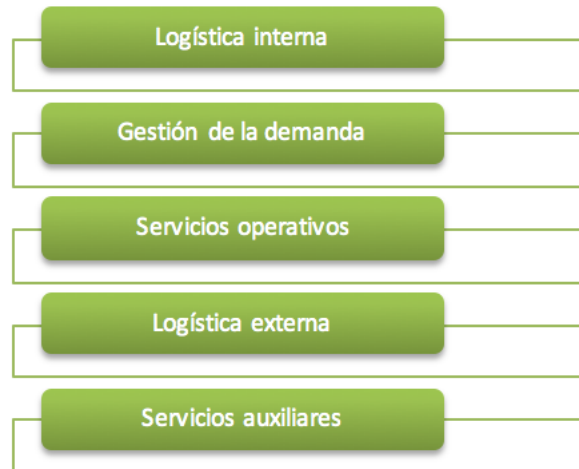 Logística interna
Gestión de la demanda
Servicios operativos
Logística externa
Servicios auxiliares